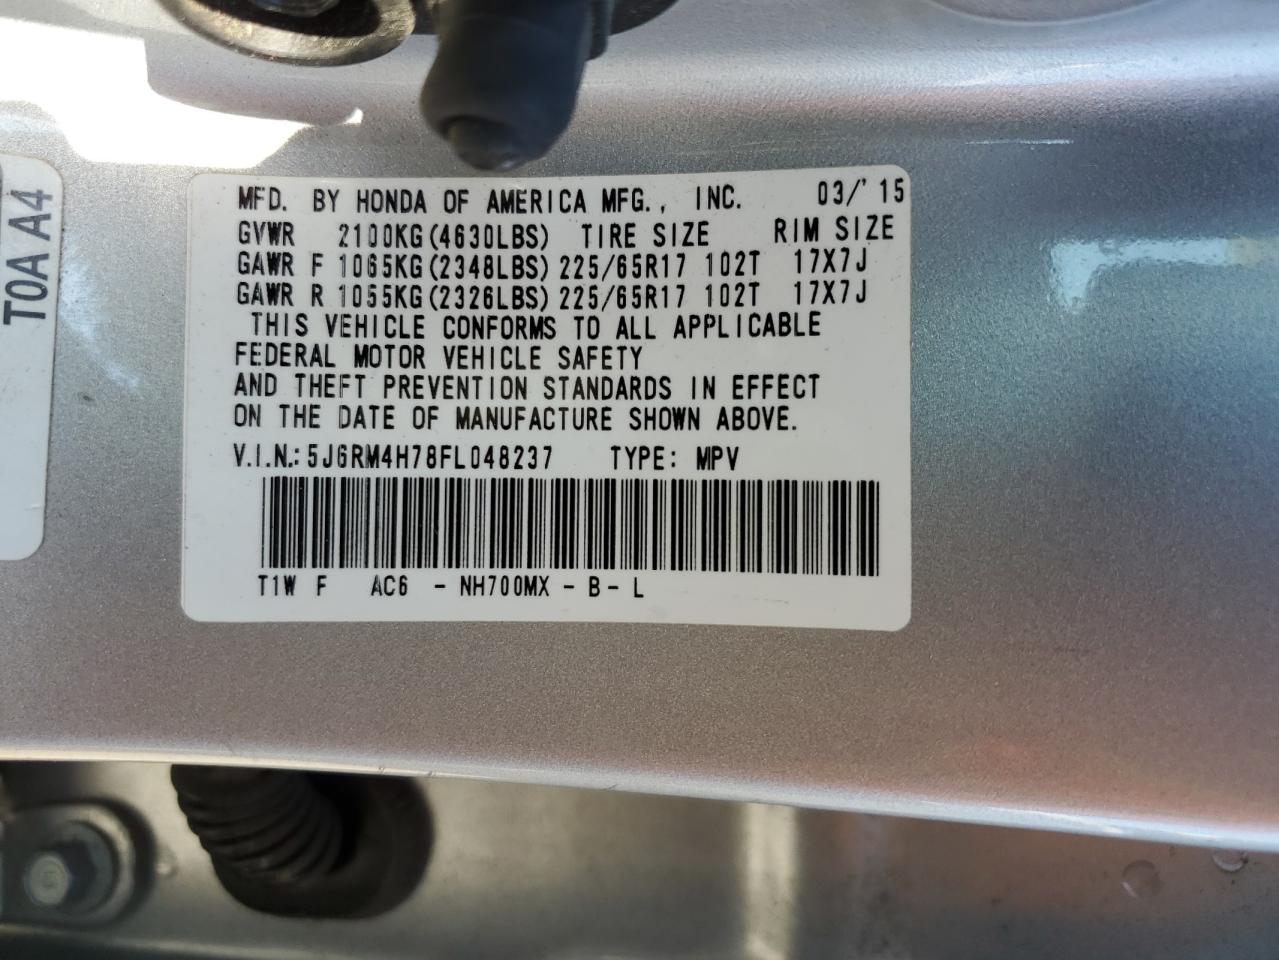 T0A A4
MFD. BY HONDA OF AMERICA MFG., INC. 03/'15
GVWR 2100KG(4630LBS) TIRE SIZE RIM SIZE
GAWR F 1065KG(2348LBS) 225/65R17 102T 17X7J
GAWR R 1055KG(2326LBS) 225/65R17 102T 17X7J
THIS VEHICLE CONFORMS TO ALL APPLICABLE
FEDERAL MOTOR VEHICLE SAFETY
AND THEFT PREVENTION STANDARDS IN EFFECT
ON THE DATE OF MANUFACTURE SHOWN ABOVE.
V.I.N.: 5J6RM4H78FL048237 TYPE: MPV
T1W F AC6 - NH700MX - B - L